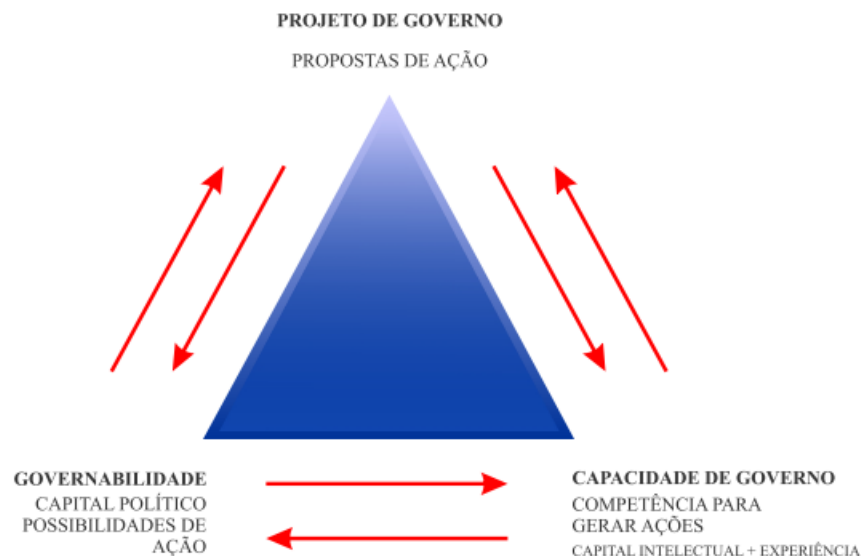 PROJETO DE GOVERNO
PROPOSTAS DE AÇÃO
GOVERNABILIDADE
CAPITAL POLÍTICO
POSSIBILIDADES DE
AÇÃO
CAPACIDADE DE GOVERNO
COMPETÊNCIA PARA
GERAR AÇÕES
CAPITAL INTELECTUAL + EXPERIÊNCIA